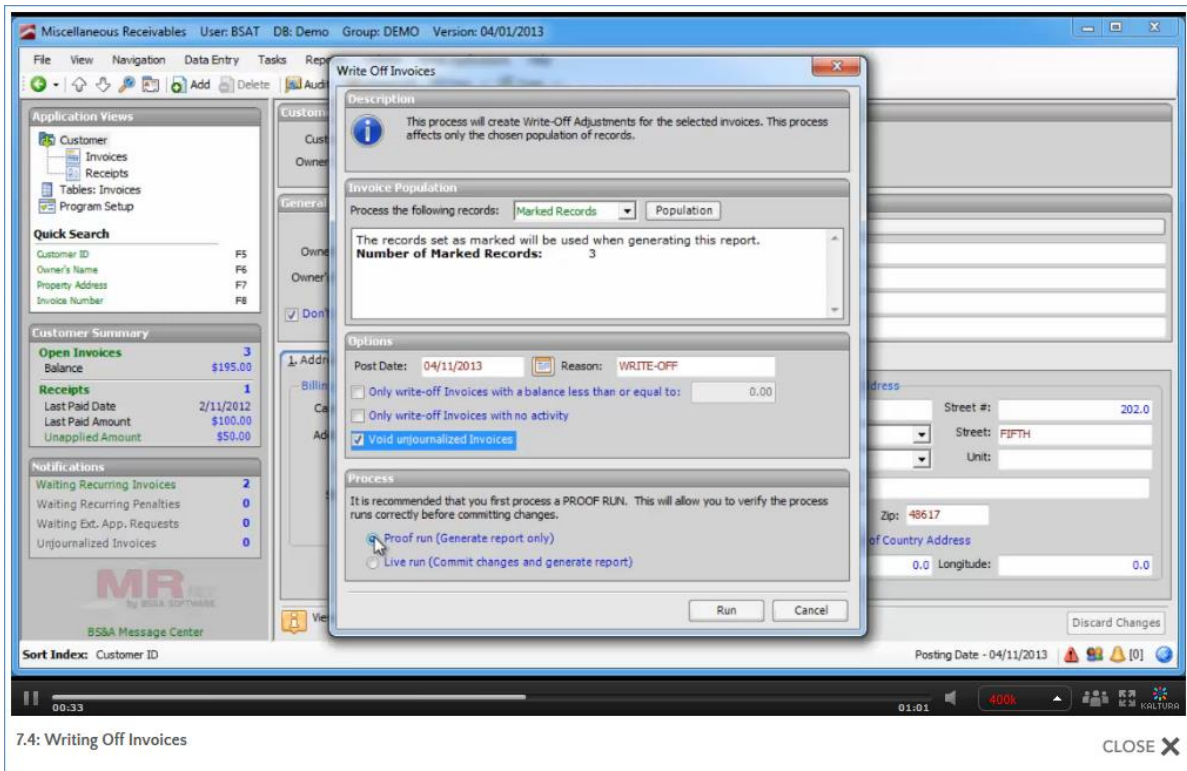 Miscellaneous Receivables User: BSAT DB: Demo Group: DEMO Version: 04/01/2013
File View Navigation Data Entry Tasks
Add Delete
Application Views
Customer
Invoices
Receipts
Tables: Invoices
Program Setup
Quick Search
Customer ID F5
Owner's Name F6
Property Address F7
Invoice Number F8
Customer Summary
Open Invoices 3
Balance $195.00
Receipts 1
Last Paid Date 2/11/2012
Last Paid Amount $100.00
Unapplied Amount $50.00
Notifications
Waiting Recurring Invoices 2
Waiting Recurring Penalties 0
Waiting Ext. App. Requests 0
Unjournalized Invoices 0
MR.NET
by BS&A SOFTWARE
BS&A Message Center
Write Off Invoices
Description
This process will create Write-Off Adjustments for the selected invoices. This process
affects only the chosen population of records.
Invoice Population
Process the following records: Marked Records Population
The records set as marked will be used when generating this report.
Number of Marked Records: 3
Options
Post Date: 04/11/2013 Reason: WRITE-OFF
Only write-off Invoices with a balance less than or equal to: 0.00
Only write-off Invoices with no activity
Void unjournalized Invoices
Process
It is recommended that you first process a PROOF RUN. This will allow you to verify the process
runs correctly before committing changes.
Proof run (Generate report only)
Live run (Commit changes and generate report)
Run Cancel
Street #: 202.0
Street: FIFTH
Unit:
Zip: 48617
of Country Address
0.0 Longitude: 0.0
Discard Changes
Sort Index: Customer ID Posting Date - 04/11/2013 [0]
00:33 01:01 400k KALTURA
7.4: Writing Off Invoices CLOSE X